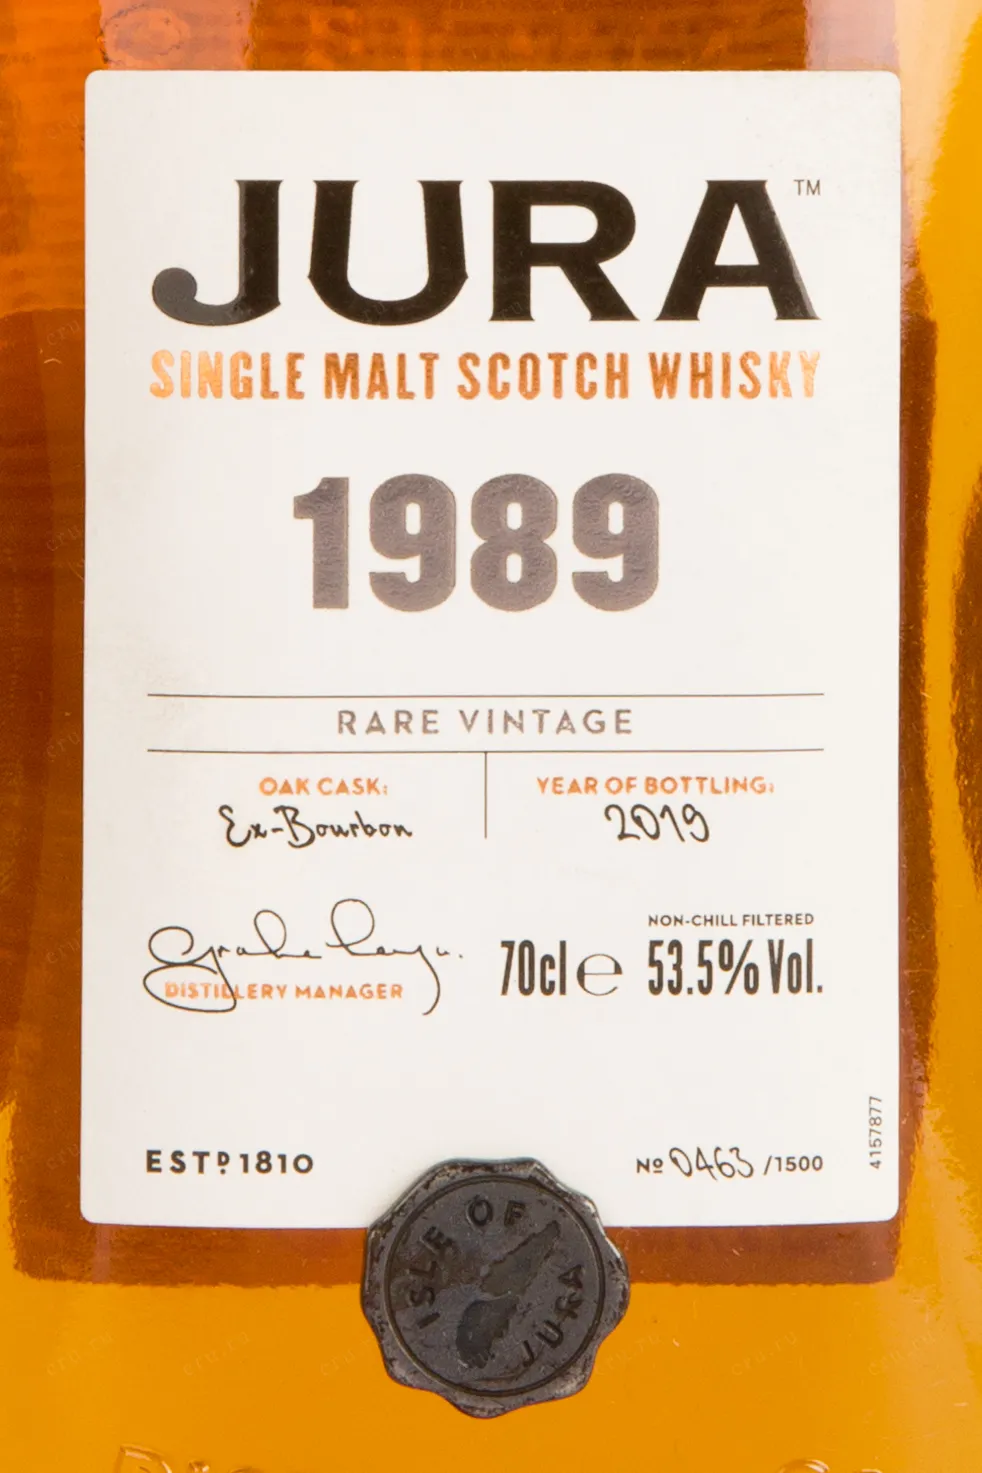 JURA™
SINGLE MALT SCOTCH WHISKY
1989
RARE VINTAGE
OAK CASK:
Ex-Bourbon
YEAR OF BOTTLING:
2019
DISTILLERY MANAGER
NON-CHILL FILTERED
70cl e 53.5% Vol.
ESTD 1810
Nº 0463 /1500
4157877
ISLE OF JURA